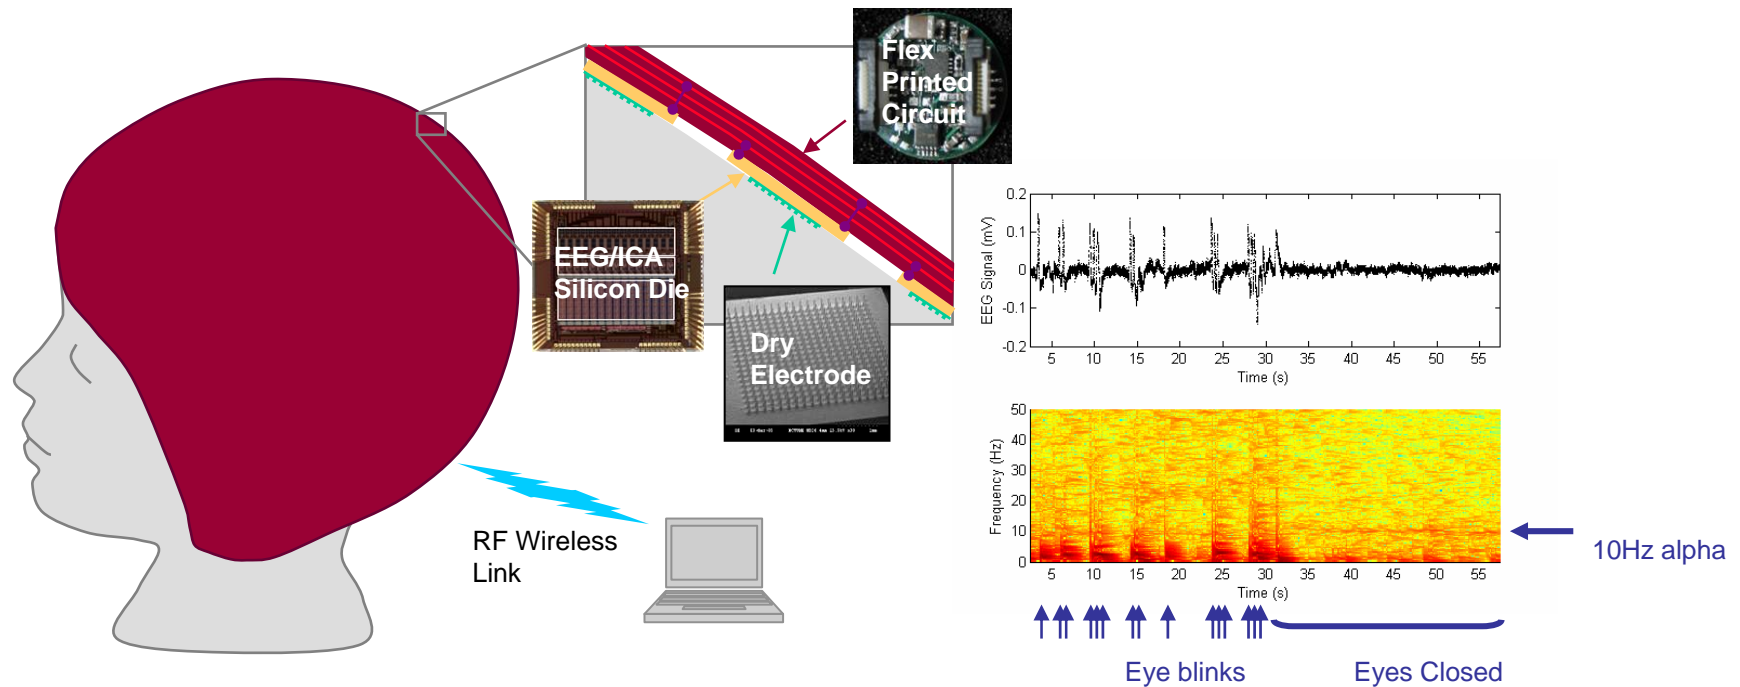 Flex
Printed
Circuit
EEG/ICA
Silicon Die
Dry
Electrode
RF Wireless
Link
EEG Signal (mV)
0.2
0.1
0
-0.1
-0.2
5 10 15 20 25 30 35 40 45 50 55
Time (s)
Frequency (Hz)
50
40
30
20
10
0
5 10 15 20 25 30 35 40 45 50 55
Time (s)
10Hz alpha
Eye blinks
Eyes Closed